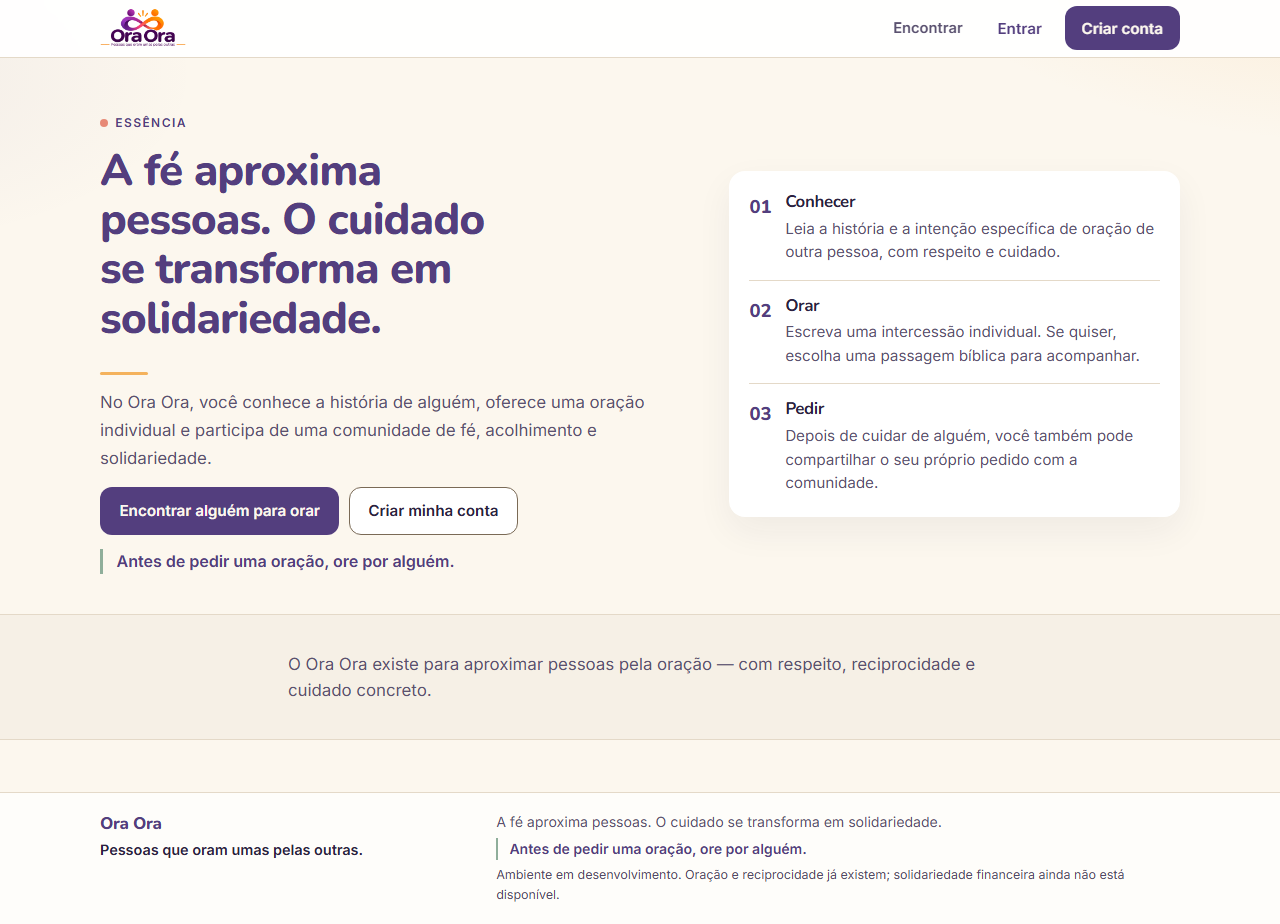 Ora Ora
Pessoas que oram umas pelas outras
Encontrar
Entrar
Criar conta
ESSÊNCIA
A fé aproxima
pessoas. O cuidado
se transforma em
solidariedade.
No Ora Ora, você conhece a história de alguém, oferece uma oração
individual e participa de uma comunidade de fé, acolhimento e
solidariedade.
Encontrar alguém para orar
Criar minha conta
Antes de pedir uma oração, ore por alguém.
01
Conhecer
Leia a história e a intenção específica de oração de
outra pessoa, com respeito e cuidado.
02
Orar
Escreva uma intercessão individual. Se quiser,
escolha uma passagem bíblica para acompanhar.
03
Pedir
Depois de cuidar de alguém, você também pode
compartilhar o seu próprio pedido com a
comunidade.
O Ora Ora existe para aproximar pessoas pela oração — com respeito, reciprocidade e
cuidado concreto.
Ora Ora
Pessoas que oram umas pelas outras.
A fé aproxima pessoas. O cuidado se transforma em solidariedade.
Antes de pedir uma oração, ore por alguém.
Ambiente em desenvolvimento. Oração e reciprocidade já existem; solidariedade financeira ainda não está
disponível.